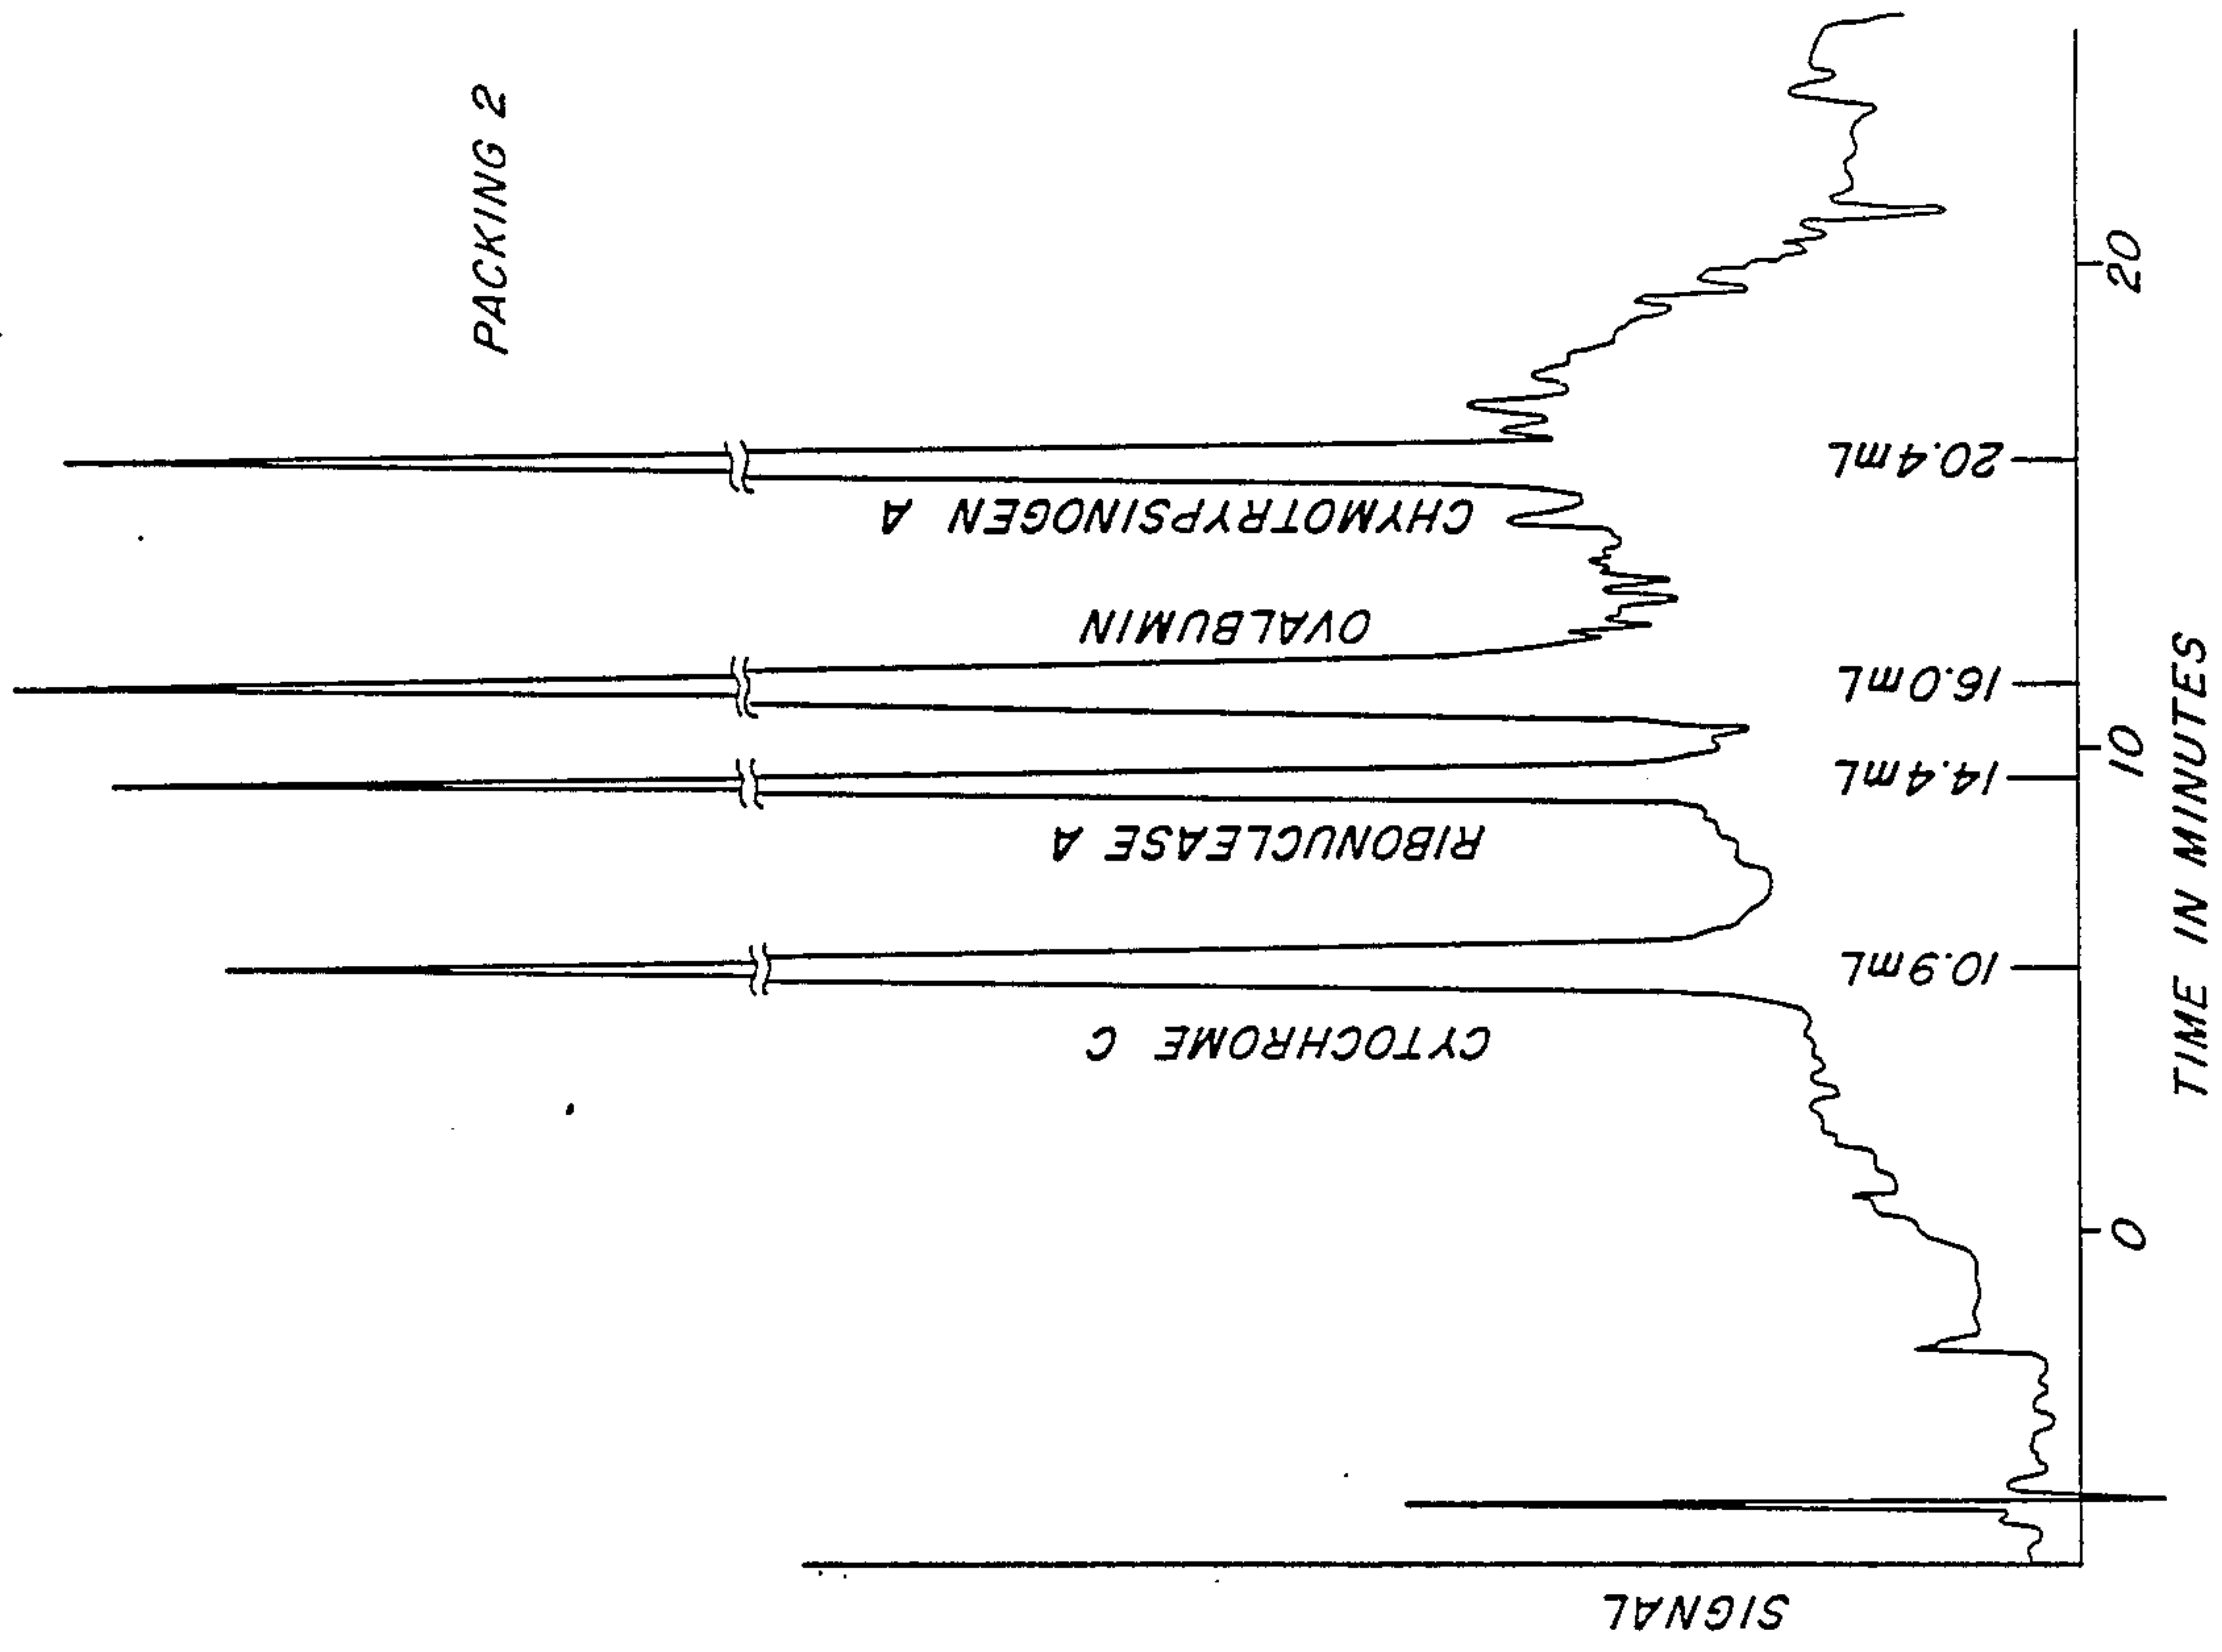 PACKING 2
SIGNAL
CYTOCHROME C
RIBONUCLEASE A
OVALBUMIN
CHYMOTRYPSINOGEN A
10.9mL
14.4mL
16.0mL
20.4mL
0
10
20
TIME IN MINUTES